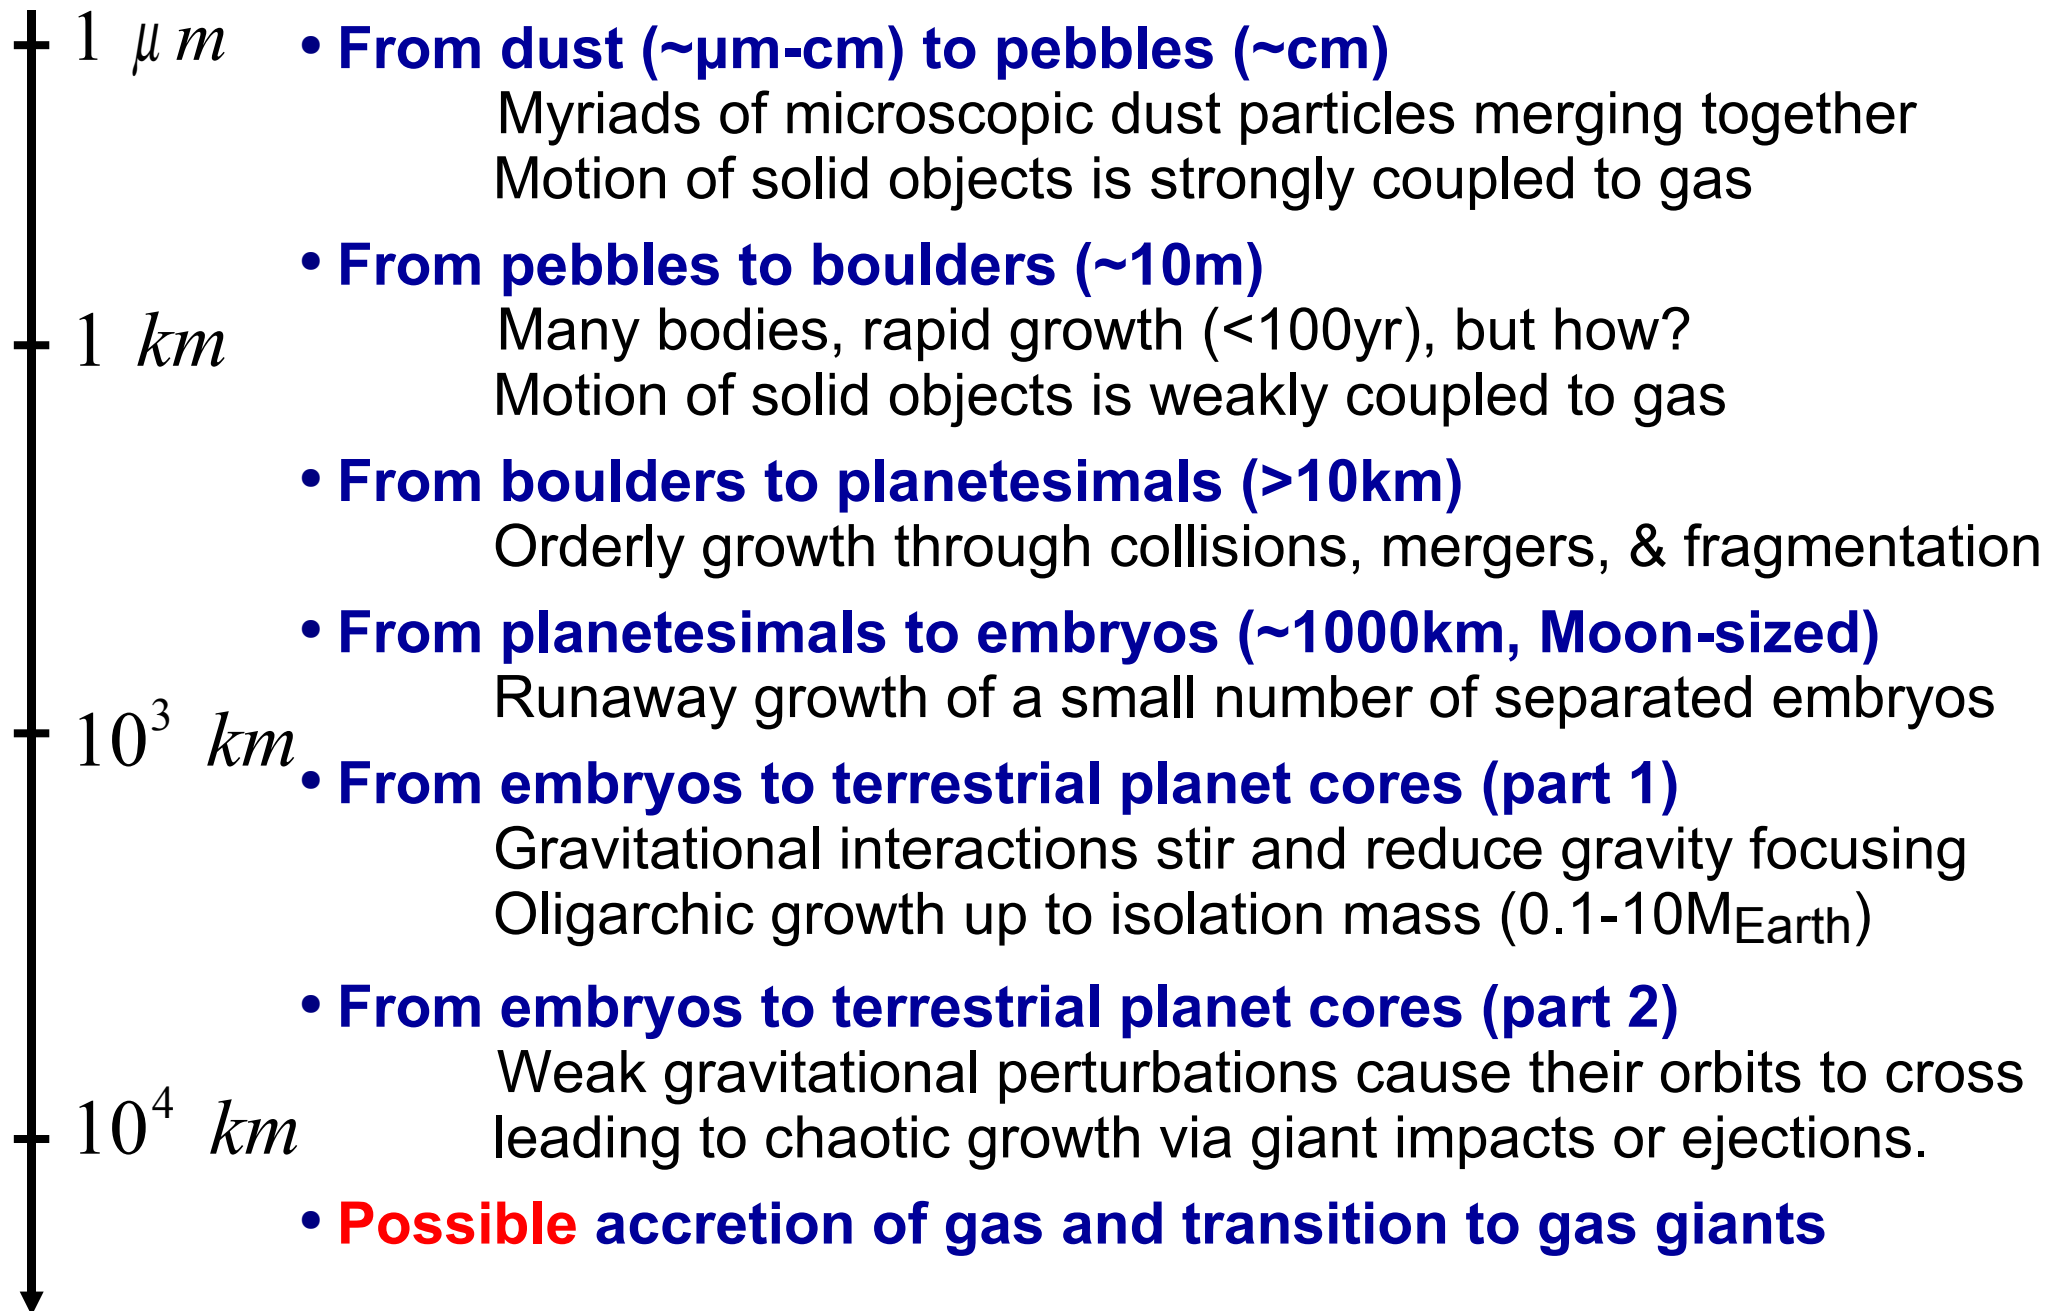 1 μm
• From dust (~µm-cm) to pebbles (~cm)
Myriads of microscopic dust particles merging together
Motion of solid objects is strongly coupled to gas
• From pebbles to boulders (~10m)
1 km
Many bodies, rapid growth (<100yr), but how?
Motion of solid objects is weakly coupled to gas
• From boulders to planetesimals (>10km)
Orderly growth through collisions, mergers, & fragmentation
• From planetesimals to embryos (~1000km, Moon-sized)
Runaway growth of a small number of separated embryos
10³ km
• From embryos to terrestrial planet cores (part 1)
Gravitational interactions stir and reduce gravity focusing
Oligarchic growth up to isolation mass (0.1-10M_Earth)
• From embryos to terrestrial planet cores (part 2)
Weak gravitational perturbations cause their orbits to cross
10⁴ km
leading to chaotic growth via giant impacts or ejections.
• Possible accretion of gas and transition to gas giants